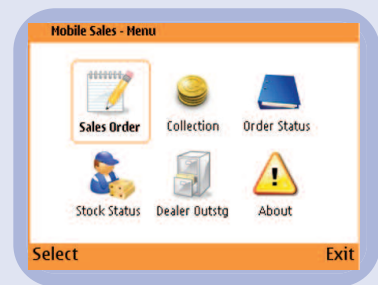 Mobile Sales - Menu
Sales Order
Collection
Order Status
Stock Status
Dealer Outstg
About
Select
Exit